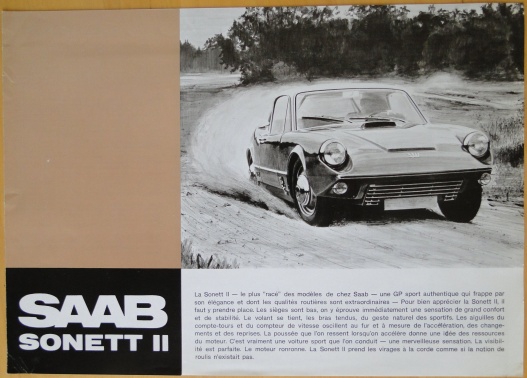 SAAB
SONETT II
La Sonett II — le plus "racé" des modèles de chez Saab — une GP sport authentique qui frappe par
son élégance et dont les qualités routières sont extraordinaires — Pour bien apprécier la Sonett II, il
faut y prendre place. Les sièges sont bas, on y éprouve immédiatement une sensation de grand confort
et de stabilité. Le volant se tient, les bras tendus, du geste naturel des sportifs. Les aiguilles du
compte-tours et du compteur de vitesse oscillent au fur et à mesure de l'accéllération, des change-
ments et des reprises. La poussée que l'on ressent lorsqu'on accélère donne une idée des ressources
du moteur. C'est vraiment une voiture sport que l'on conduit — une merveilleuse sensation. La visibili-
té est parfaite. Le moteur ronronne. La Sonett II prend les virages à la corde comme si la notion de
roulis n'existait pas.